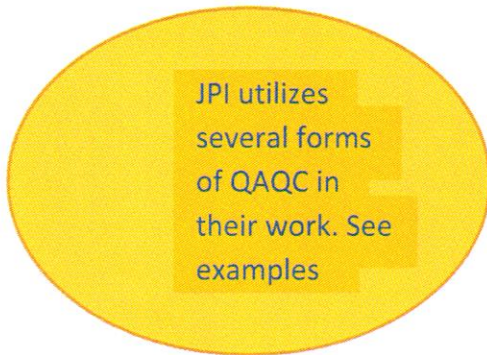 JPI utilizes
several forms
of QAQC in
their work. See
examples